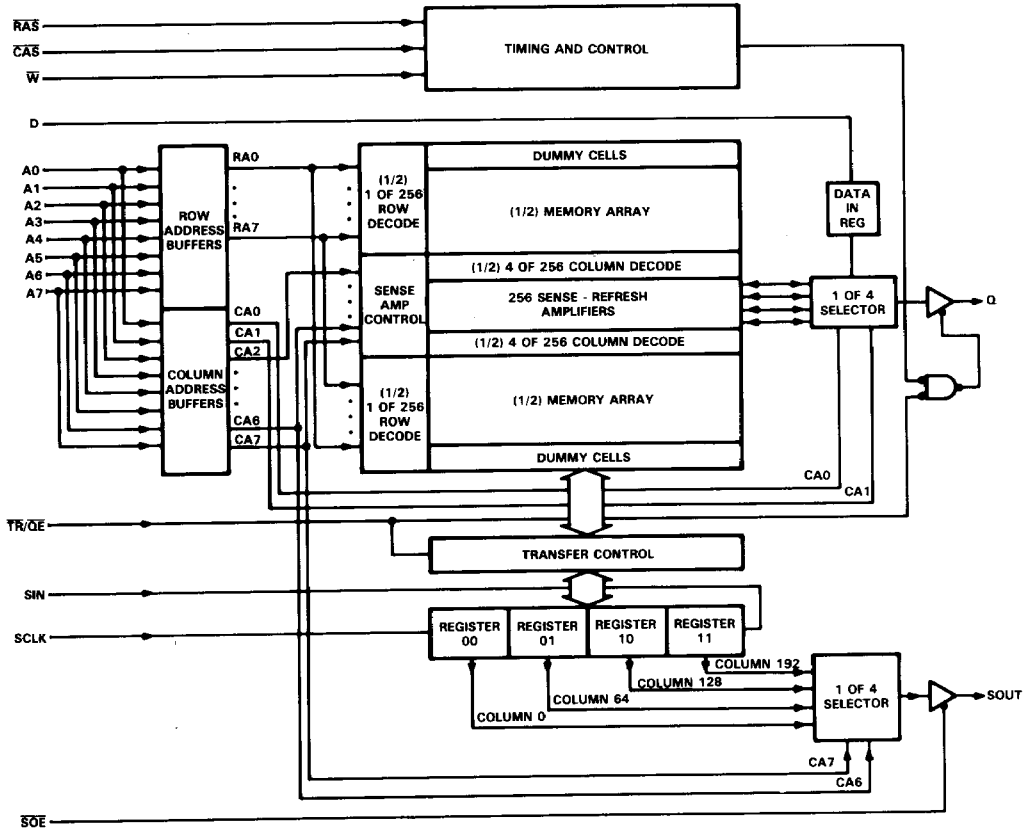 RAS
CAS
W
TIMING AND CONTROL
D
A0
A1
A2
A3
A4
A5
A6
A7
ROW
ADDRESS
BUFFERS
RA0
RA7
COLUMN
ADDRESS
BUFFERS
CA0
CA1
CA2
CA6
CA7
(1/2)
1 OF 256
ROW
DECODE
SENSE
AMP
CONTROL
(1/2)
1 OF 256
ROW
DECODE
DUMMY CELLS
(1/2) MEMORY ARRAY
(1/2) 4 OF 256 COLUMN DECODE
256 SENSE - REFRESH
AMPLIFIERS
(1/2) 4 OF 256 COLUMN DECODE
(1/2) MEMORY ARRAY
DUMMY CELLS
DATA
IN
REG
1 OF 4
SELECTOR
Q
CA0
CA1
TR/QE
TRANSFER CONTROL
SIN
SCLK
REGISTER
00
REGISTER
01
REGISTER
10
REGISTER
11
COLUMN 192
COLUMN 128
COLUMN 64
COLUMN 0
1 OF 4
SELECTOR
SOUT
CA7
CA6
SOE